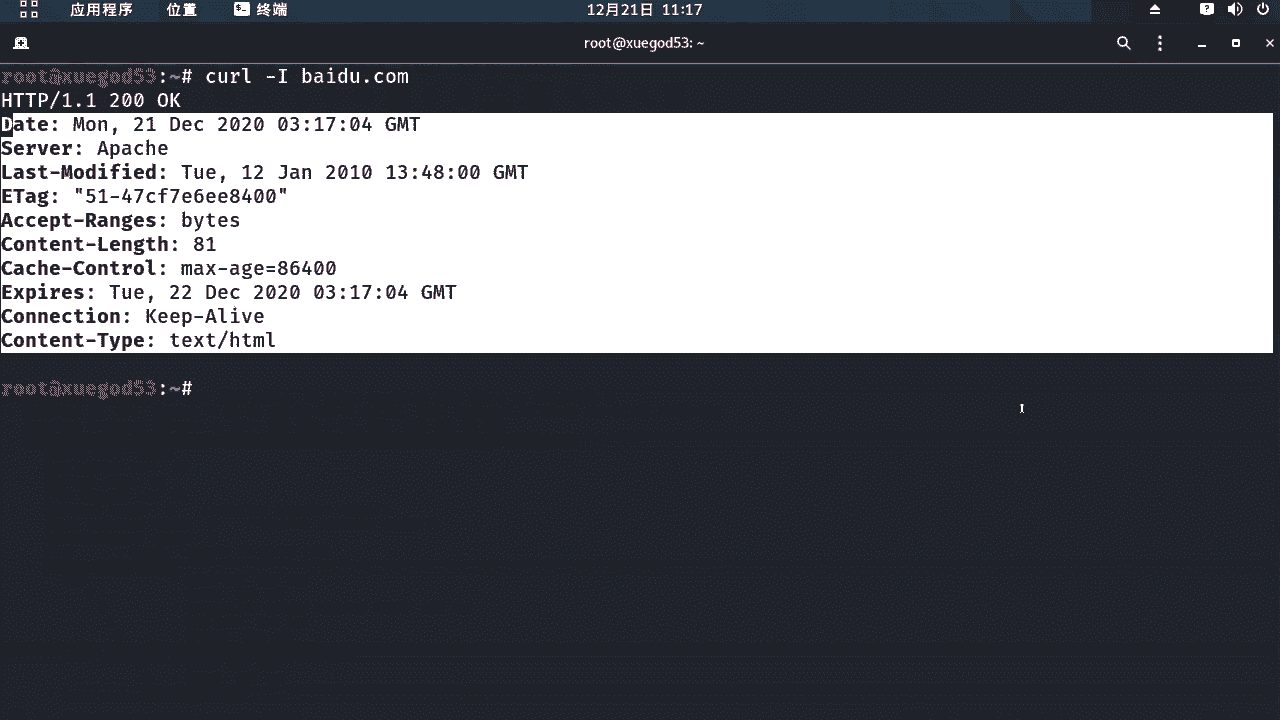 应用程序 位置 终端 12月21日 11:17
root@xuegod53: ~
root@xuegod53:~# curl -I baidu.com
HTTP/1.1 200 OK
Date: Mon, 21 Dec 2020 03:17:04 GMT
Server: Apache
Last-Modified: Tue, 12 Jan 2010 13:48:00 GMT
ETag: "51-47cf7e6ee8400"
Accept-Ranges: bytes
Content-Length: 81
Cache-Control: max-age=86400
Expires: Tue, 22 Dec 2020 03:17:04 GMT
Connection: Keep-Alive
Content-Type: text/html
root@xuegod53:~#